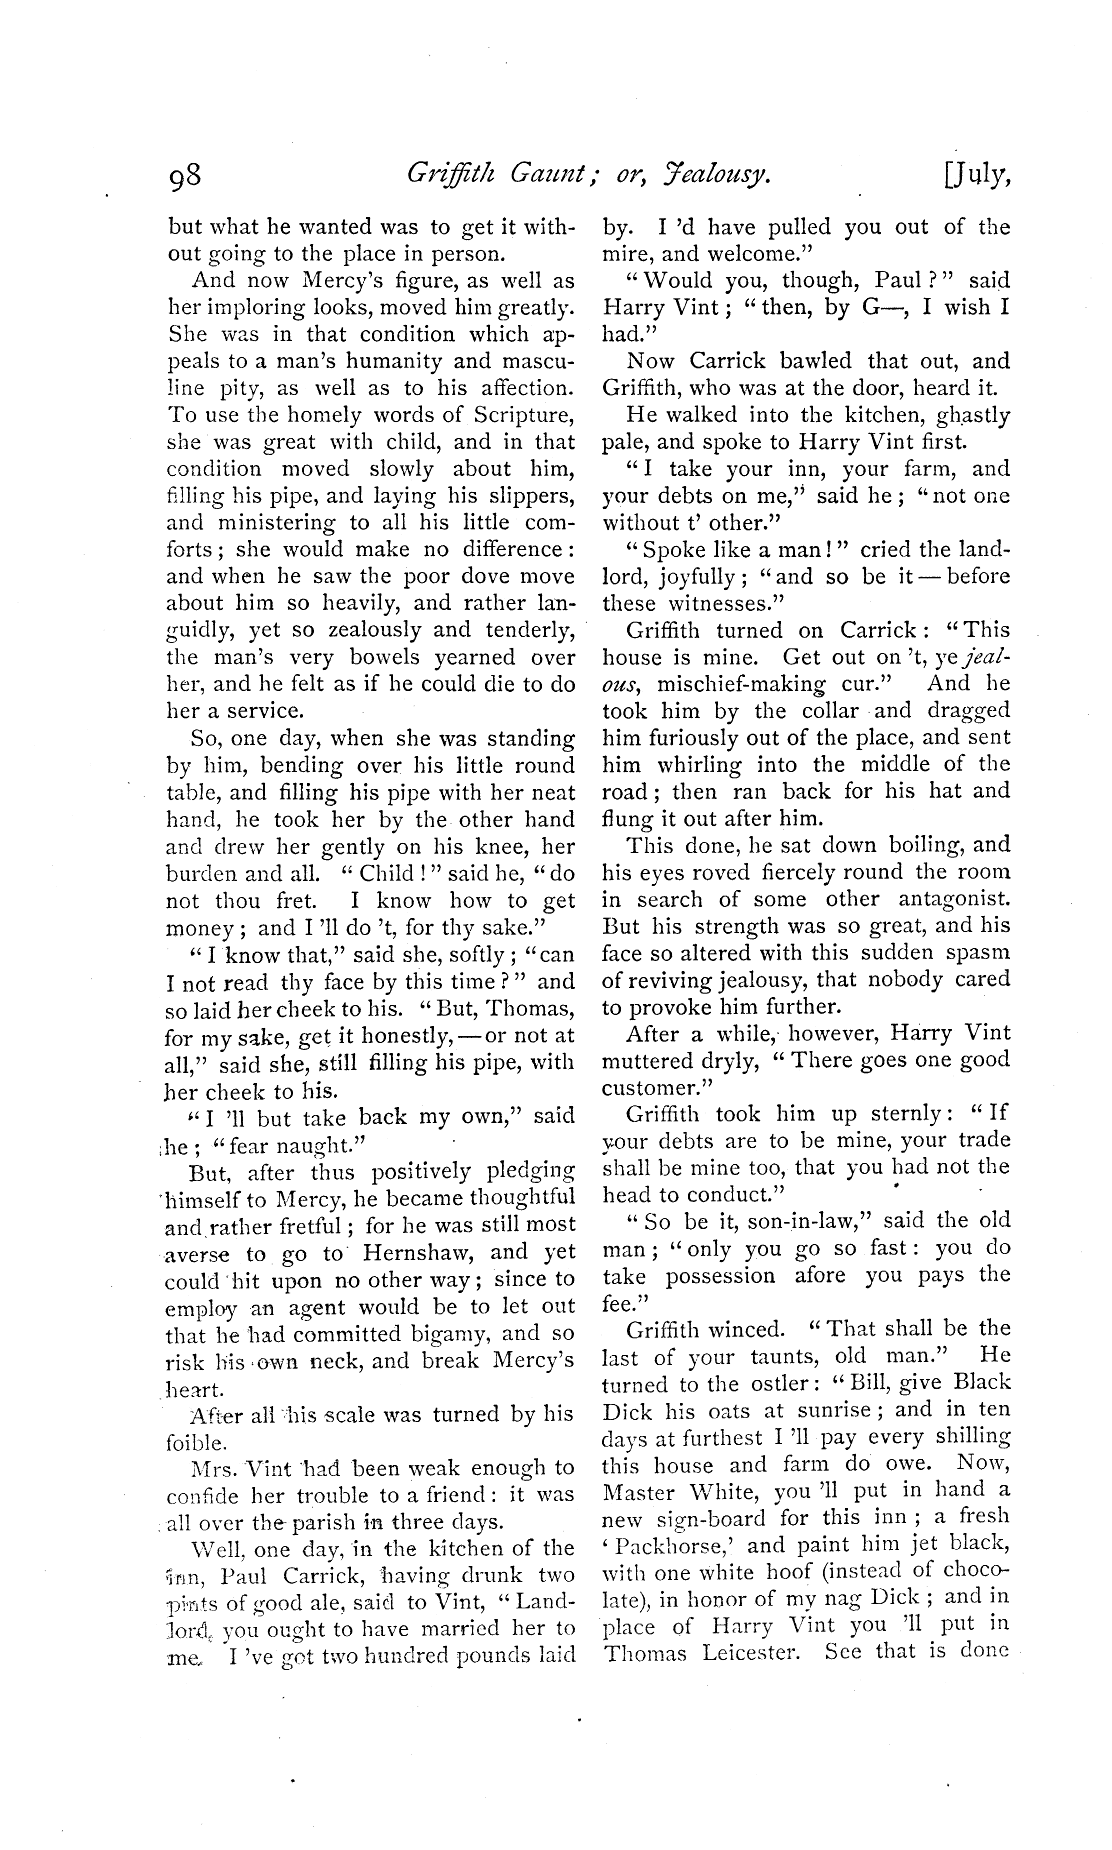 98 Griffith Gaunt; or, Jealousy. [July,
but what he wanted was to get it with-
out going to the place in person.
And now Mercy's figure, as well as
her imploring looks, moved him greatly.
She was in that condition which ap-
peals to a man's humanity and mascu-
line pity, as well as to his affection.
To use the homely words of Scripture,
she was great with child, and in that
condition moved slowly about him,
filling his pipe, and laying his slippers,
and ministering to all his little com-
forts; she would make no difference:
and when he saw the poor dove move
about him so heavily, and rather lan-
guidly, yet so zealously and tenderly,
the man's very bowels yearned over
her, and he felt as if he could die to do
her a service.
So, one day, when she was standing
by him, bending over his little round
table, and filling his pipe with her neat
hand, he took her by the other hand
and drew her gently on his knee, her
burden and all. "Child!" said he, "do
not thou fret. I know how to get
money; and I 'll do 't, for thy sake."
"I know that," said she, softly; "can
I not read thy face by this time?" and
so laid her cheek to his. "But, Thomas,
for my sake, get it honestly,—or not at
all," said she, still filling his pipe, with
her cheek to his.
"I 'll but take back my own," said
he; "fear naught."
But, after thus positively pledging
himself to Mercy, he became thoughtful
and rather fretful; for he was still most
averse to go to Hernshaw, and yet
could hit upon no other way; since to
employ an agent would be to let out
that he had committed bigamy, and so
risk his own neck, and break Mercy's
heart.
After all his scale was turned by his
foible.
Mrs. Vint had been weak enough to
confide her trouble to a friend: it was
all over the parish in three days.
Well, one day, in the kitchen of the
inn, Paul Carrick, having drunk two
pints of good ale, said to Vint, "Land-
lord, you ought to have married her to
me. I 've got two hundred pounds laid
by. I 'd have pulled you out of the
mire, and welcome."
"Would you, though, Paul?" said
Harry Vint; "then, by G—, I wish I
had."
Now Carrick bawled that out, and
Griffith, who was at the door, heard it.
He walked into the kitchen, ghastly
pale, and spoke to Harry Vint first.
"I take your inn, your farm, and
your debts on me," said he; "not one
without t' other."
"Spoke like a man!" cried the land-
lord, joyfully; "and so be it—before
these witnesses."
Griffith turned on Carrick: "This
house is mine. Get out on 't, ye jeal-
ous, mischief-making cur." And he
took him by the collar and dragged
him furiously out of the place, and sent
him whirling into the middle of the
road; then ran back for his hat and
flung it out after him.
This done, he sat down boiling, and
his eyes roved fiercely round the room
in search of some other antagonist.
But his strength was so great, and his
face so altered with this sudden spasm
of reviving jealousy, that nobody cared
to provoke him further.
After a while, however, Harry Vint
muttered dryly, "There goes one good
customer."
Griffith took him up sternly: "If
your debts are to be mine, your trade
shall be mine too, that you had not the
head to conduct."
"So be it, son-in-law," said the old
man; "only you go so fast: you do
take possession afore you pays the
fee."
Griffith winced. "That shall be the
last of your taunts, old man." He
turned to the ostler: "Bill, give Black
Dick his oats at sunrise; and in ten
days at furthest I 'll pay every shilling
this house and farm do owe. Now,
Master White, you 'll put in hand a
new sign-board for this inn; a fresh
'Packhorse,' and paint him jet black,
with one white hoof (instead of choco-
late), in honor of my nag Dick; and in
place of Harry Vint you 'll put in
Thomas Leicester. See that is done